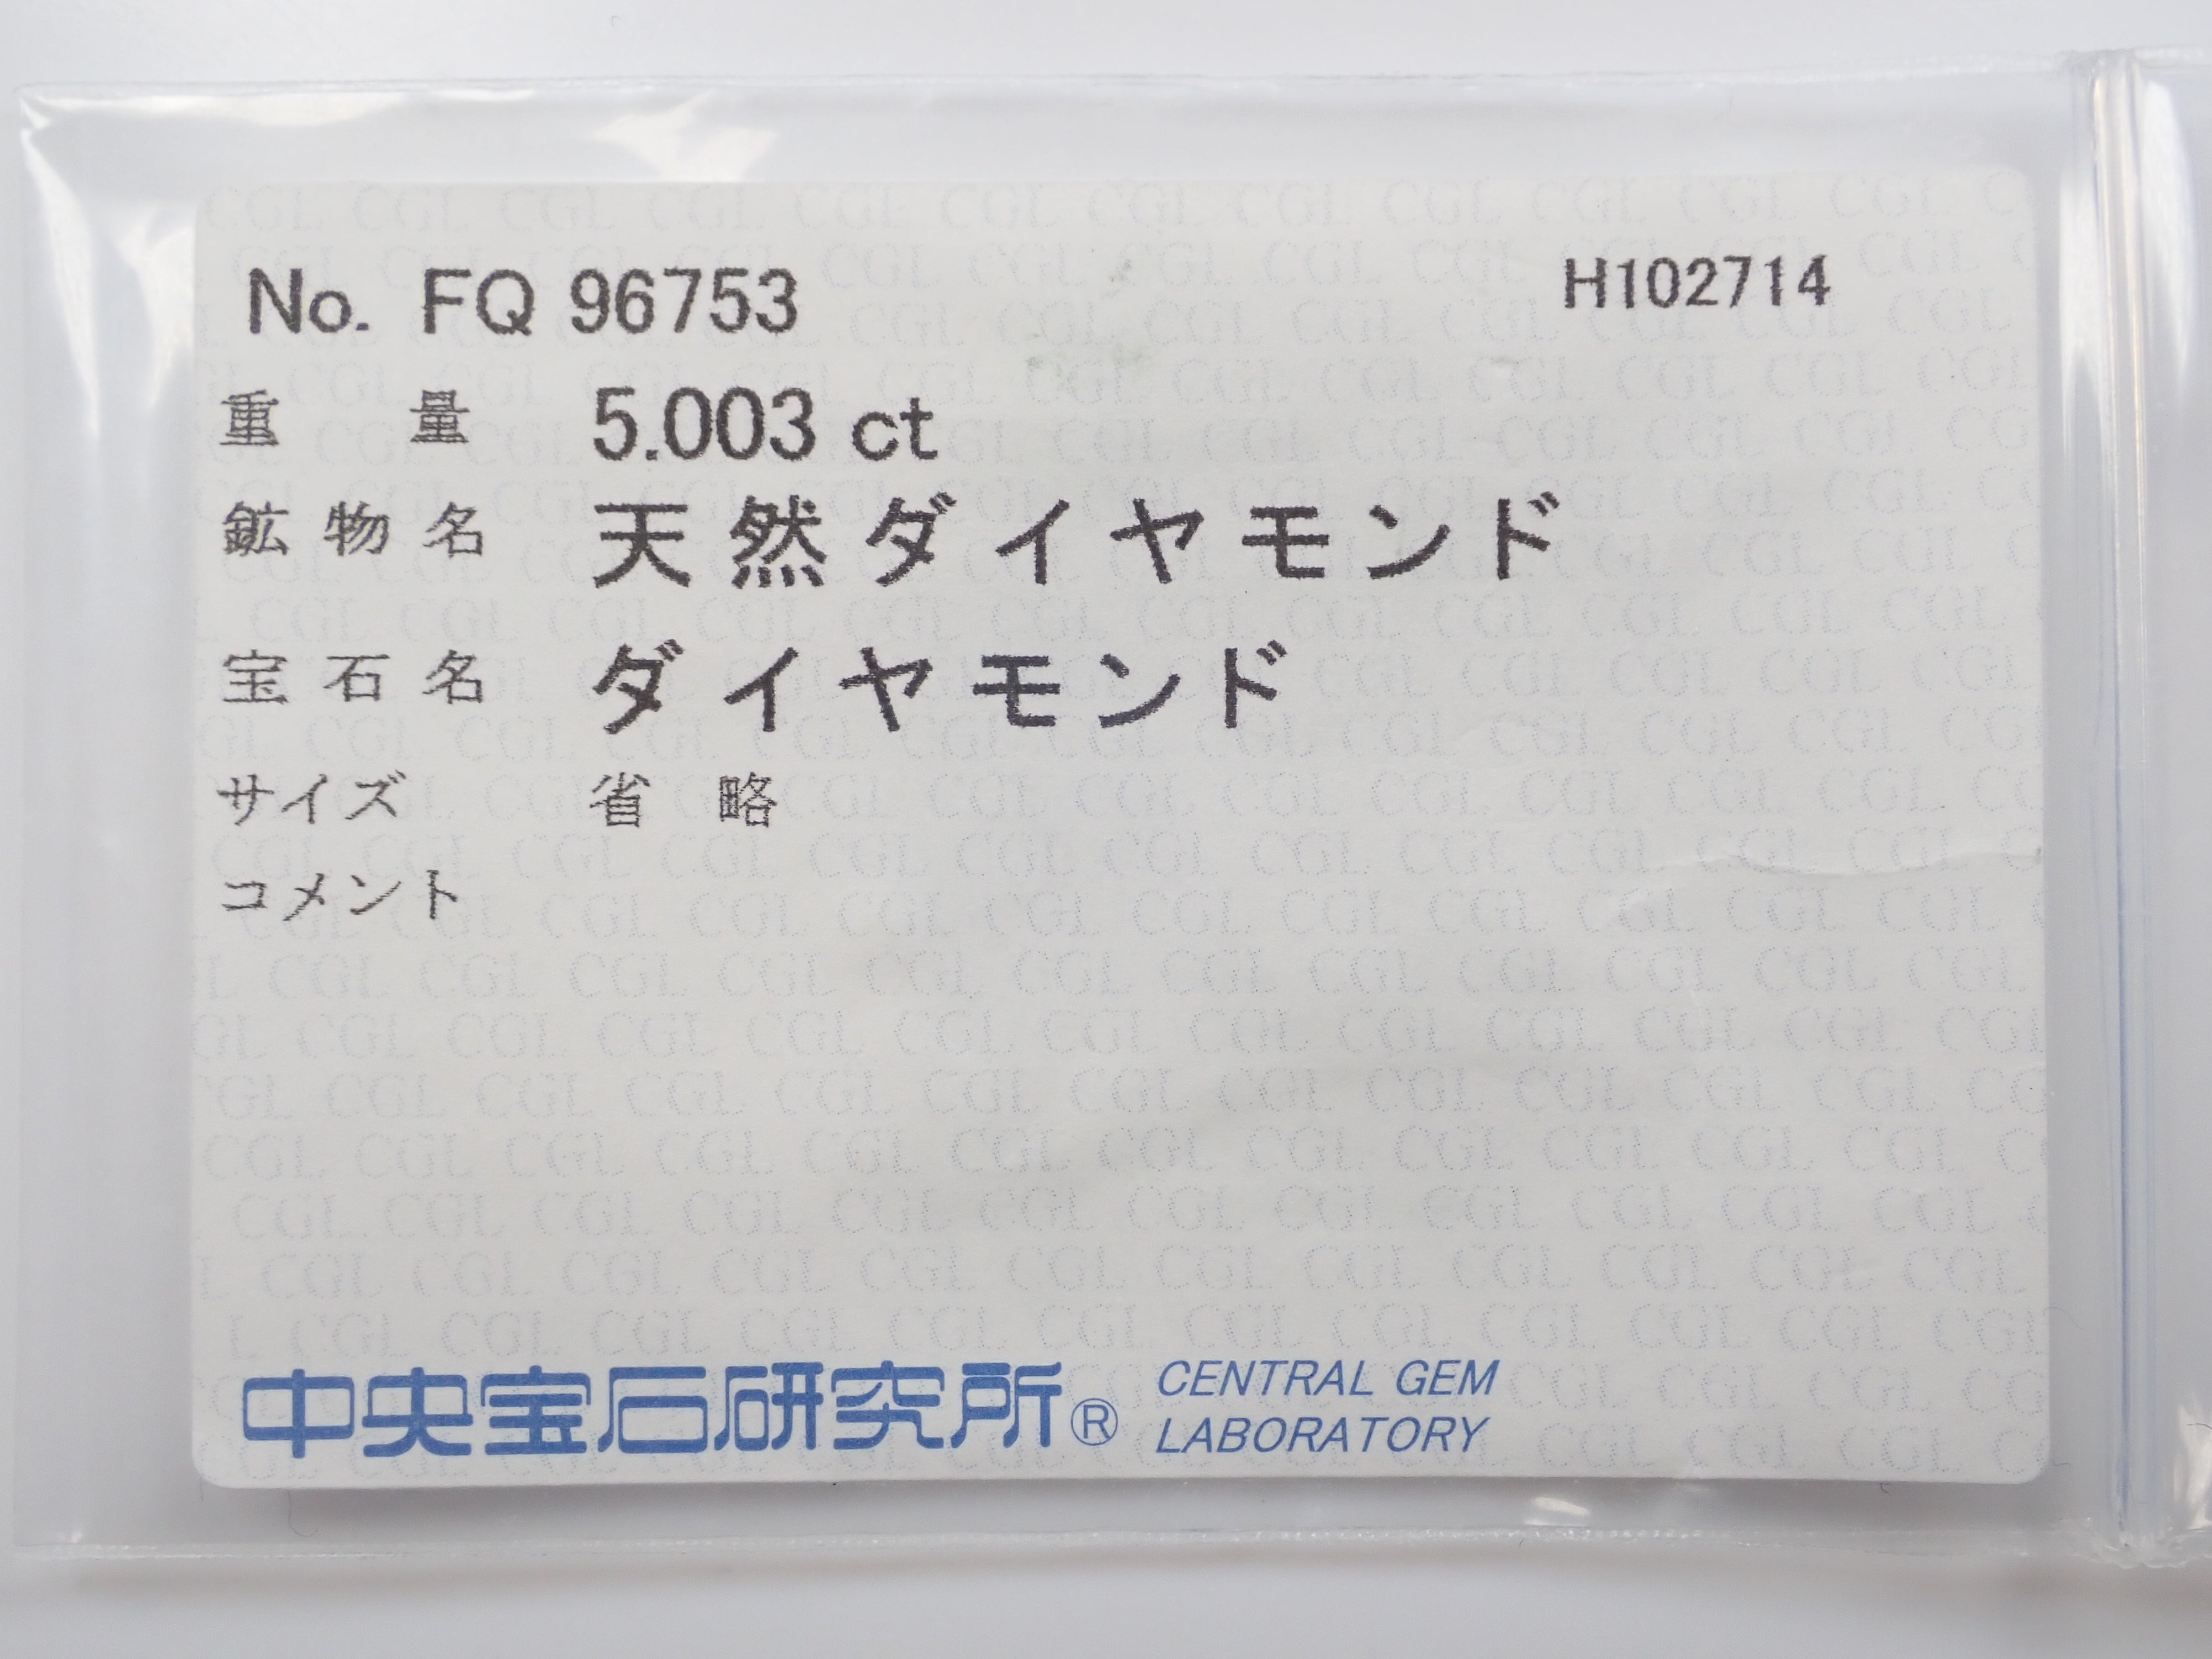 No. FQ 96753 H102714
重量 5.003 ct
鉱物名 天然ダイヤモンド
宝石名 ダイヤモンド
サイズ 省略
コメント
中央宝石研究所® CENTRAL GEM
LABORATORY